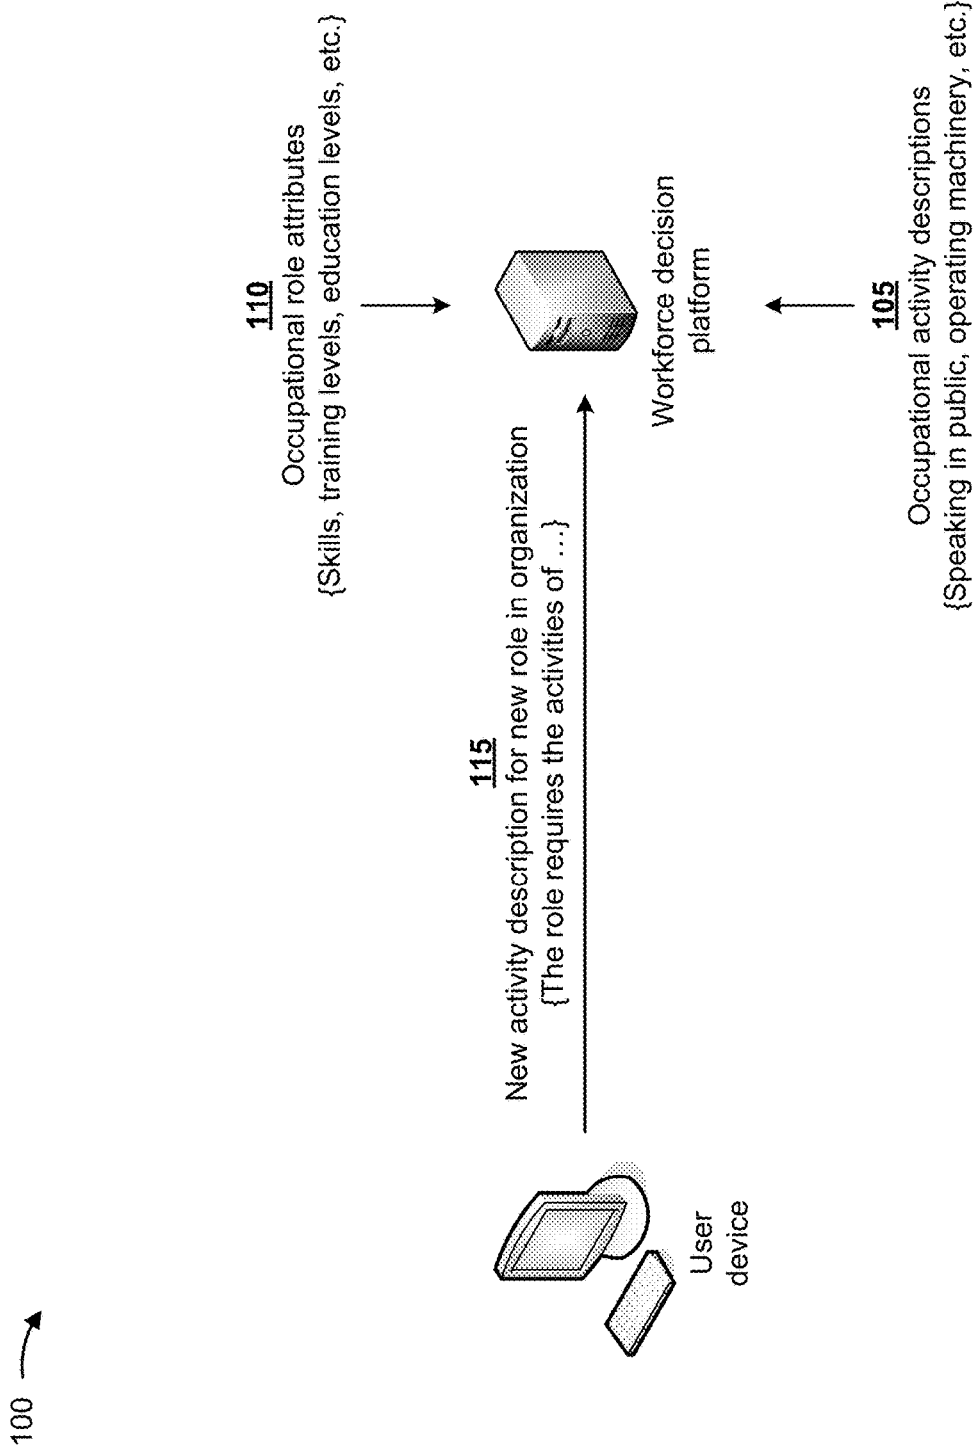 100
110
Occupational role attributes
{Skills, training levels, education levels, etc.}
115
New activity description for new role in organization
{The role requires the activities of ...}
User
device
Workforce decision
platform
105
Occupational activity descriptions
{Speaking in public, operating machinery, etc.}